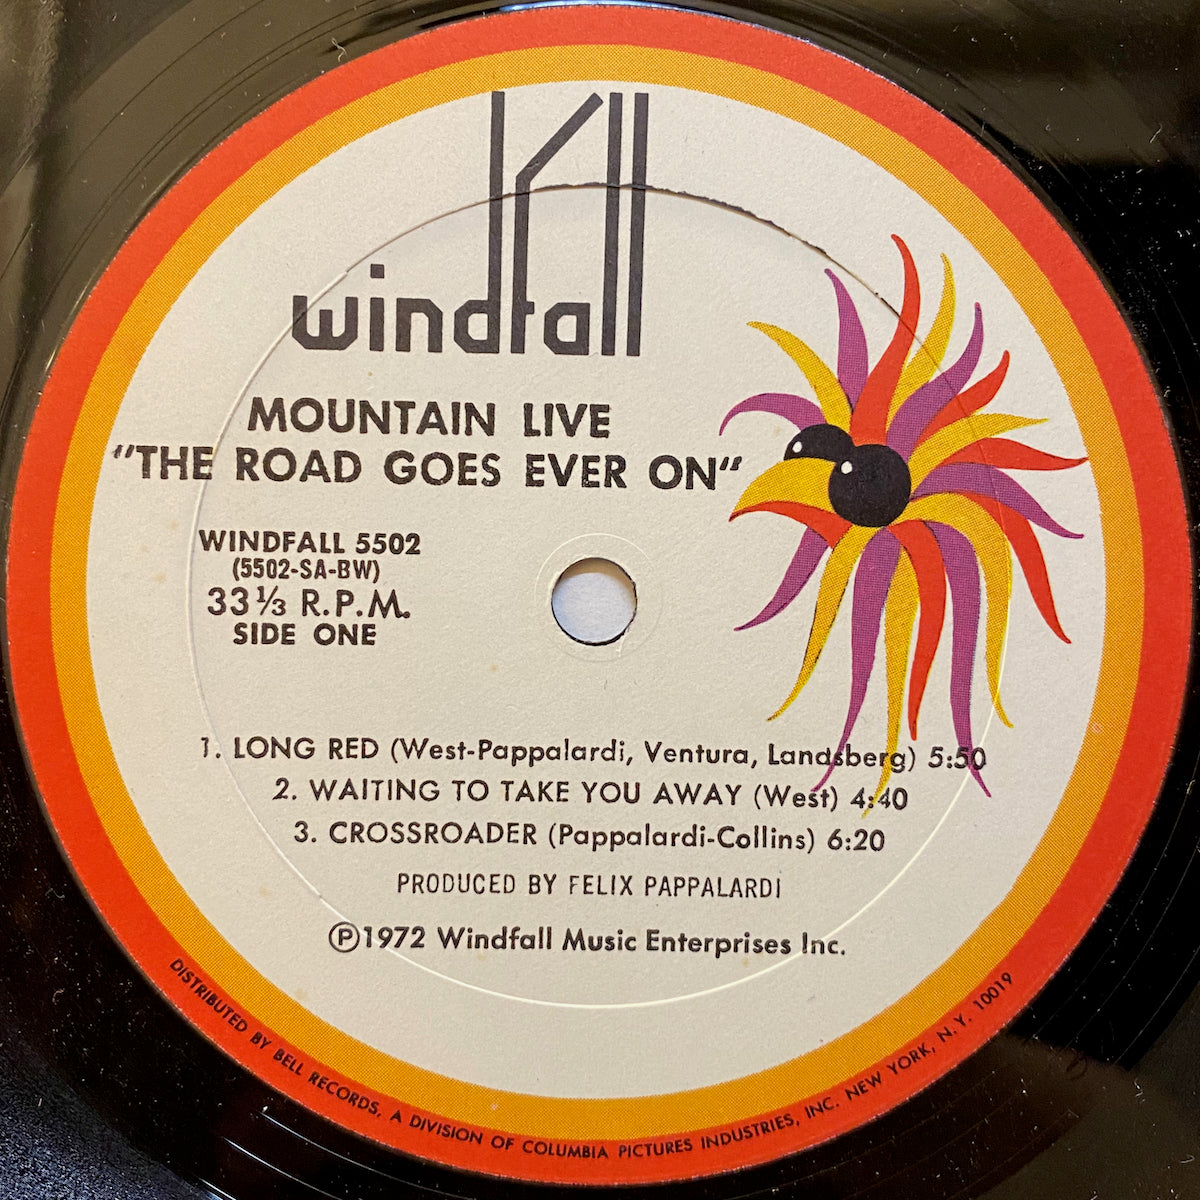 windfall
MOUNTAIN LIVE
"THE ROAD GOES EVER ON"
WINDFALL 5502
(5502-SA-BW)
33⅓ R.P.M.
SIDE ONE
1. LONG RED (West-Pappalardi, Ventura, Landsberg) 5:50
2. WAITING TO TAKE YOU AWAY (West) 4:40
3. CROSSROADER (Pappalardi-Collins) 6:20
PRODUCED BY FELIX PAPPALARDI
Ⓟ1972 Windfall Music Enterprises Inc.
DISTRIBUTED BY BELL RECORDS, A DIVISION OF COLUMBIA PICTURES INDUSTRIES, INC. NEW YORK, N.Y. 10019